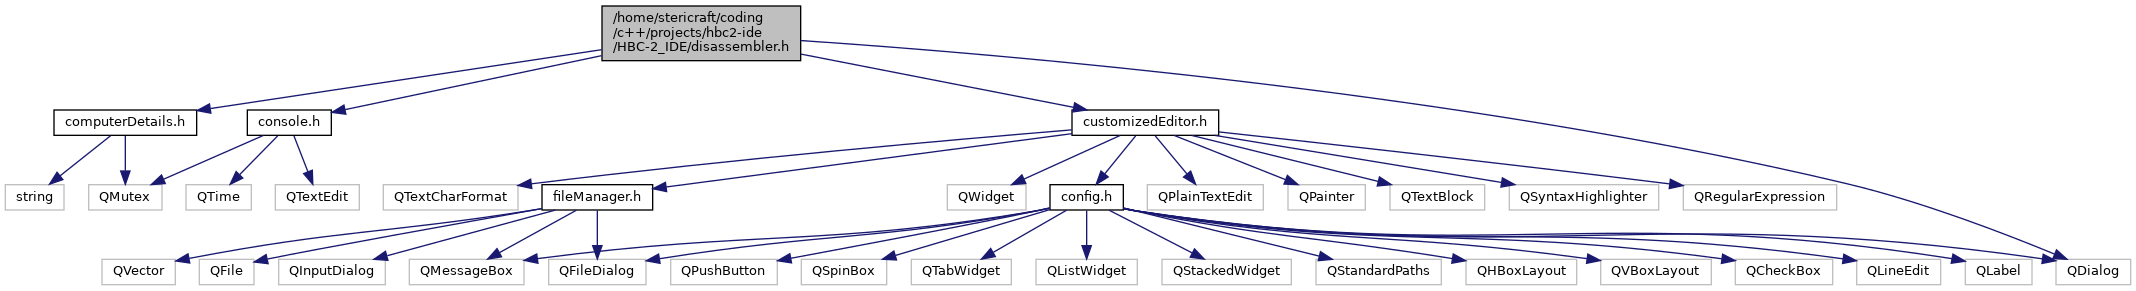 /home/stericraft/coding
/c++/projects/hbc2-ide
/HBC-2_IDE/disassembler.h
computerDetails.h
console.h
customizedEditor.h
string
QMutex
QTime
QTextEdit
QTextCharFormat
fileManager.h
QWidget
config.h
QPlainTextEdit
QPainter
QTextBlock
QSyntaxHighlighter
QRegularExpression
QVector
QFile
QInputDialog
QMessageBox
QFileDialog
QPushButton
QSpinBox
QTabWidget
QListWidget
QStackedWidget
QStandardPaths
QHBoxLayout
QVBoxLayout
QCheckBox
QLineEdit
QLabel
QDialog